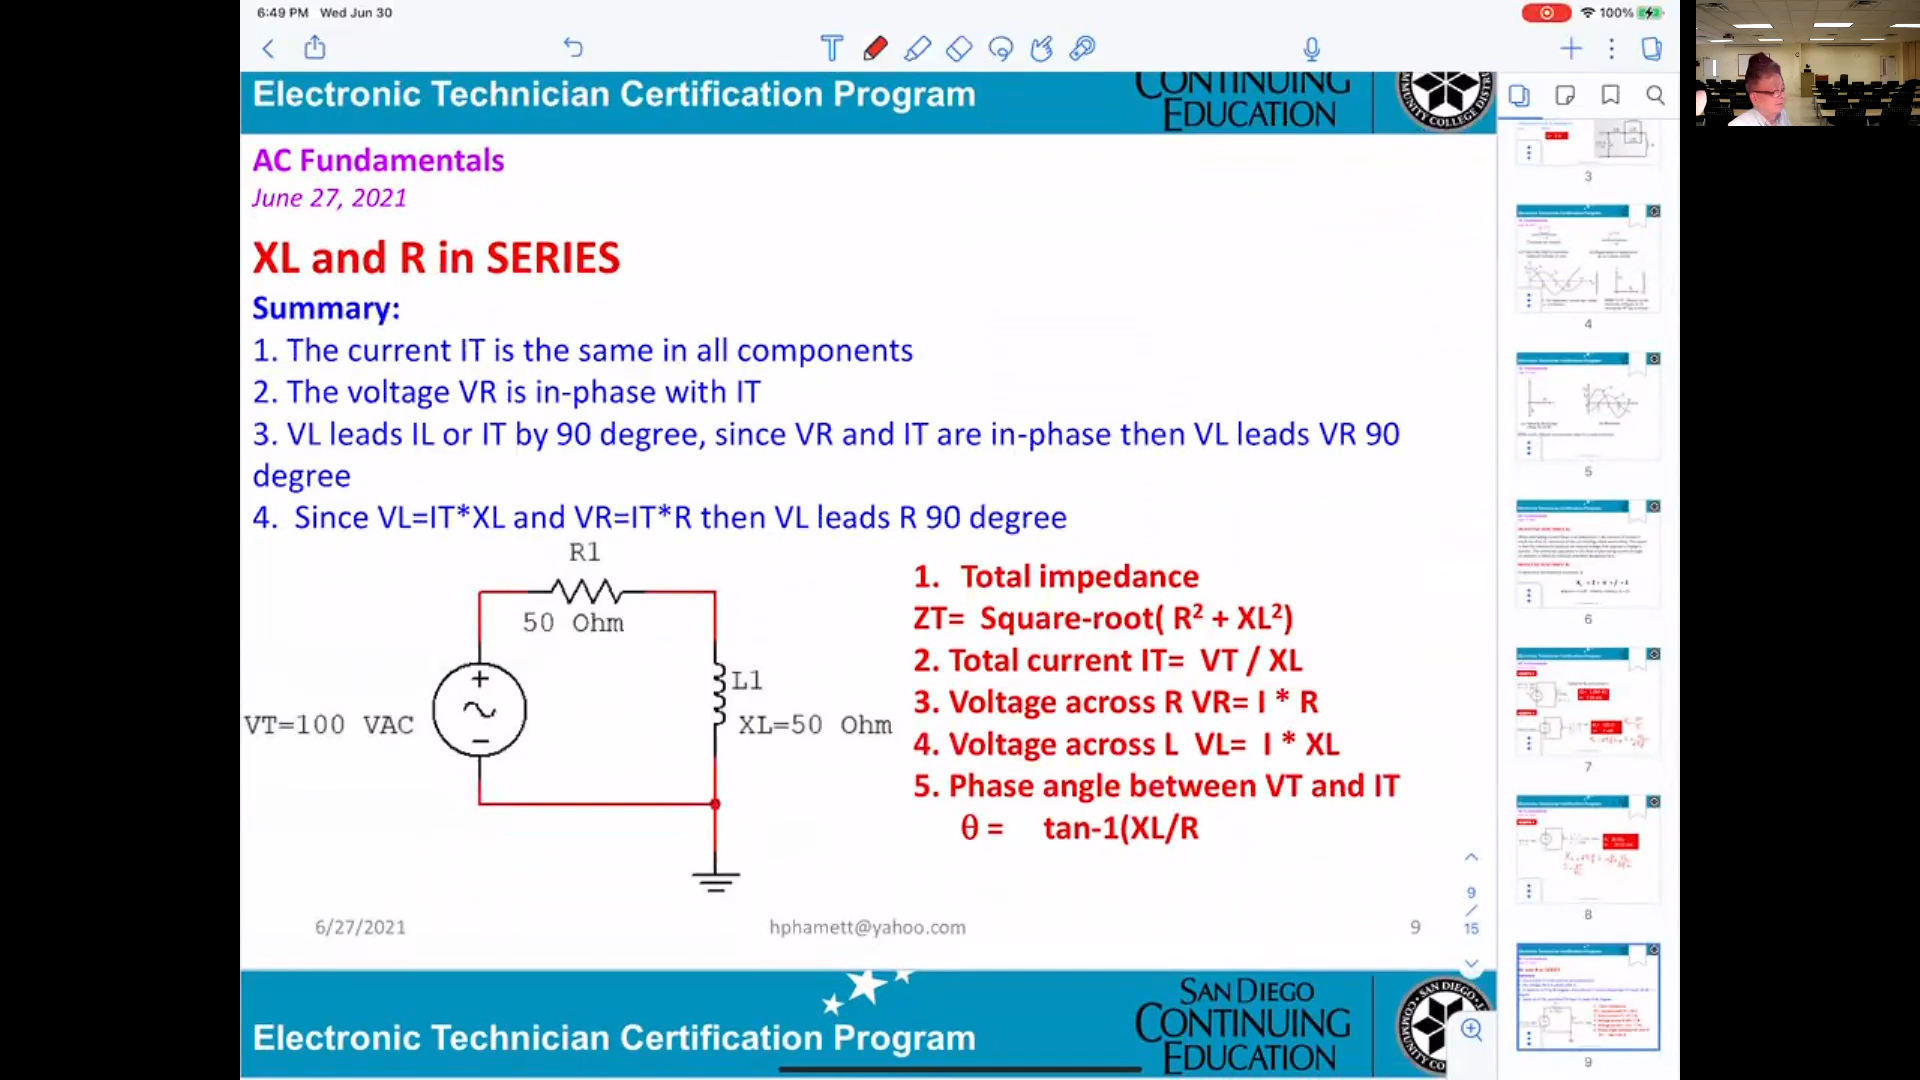 6:49 PM Wed Jun 30
100%
Electronic Technician Certification Program
CONTINUING
EDUCATION
AC Fundamentals
June 27, 2021
XL and R in SERIES
Summary:
1. The current IT is the same in all components
2. The voltage VR is in-phase with IT
3. VL leads IL or IT by 90 degree, since VR and IT are in-phase then VL leads VR 90
degree
4. Since VL=IT*XL and VR=IT*R then VL leads R 90 degree
R1
50 Ohm
L1
VT=100 VAC
XL=50 Ohm
1. Total impedance
ZT= Square-root( R² + XL²)
2. Total current IT= VT / XL
3. Voltage across R VR= I * R
4. Voltage across L VL= I * XL
5. Phase angle between VT and IT
θ = tan-1(XL/R
6/27/2021
hphamett@yahoo.com
9
9
/
15
Electronic Technician Certification Program
SAN DIEGO
CONTINUING
EDUCATION
3
4
5
6
7
8
9